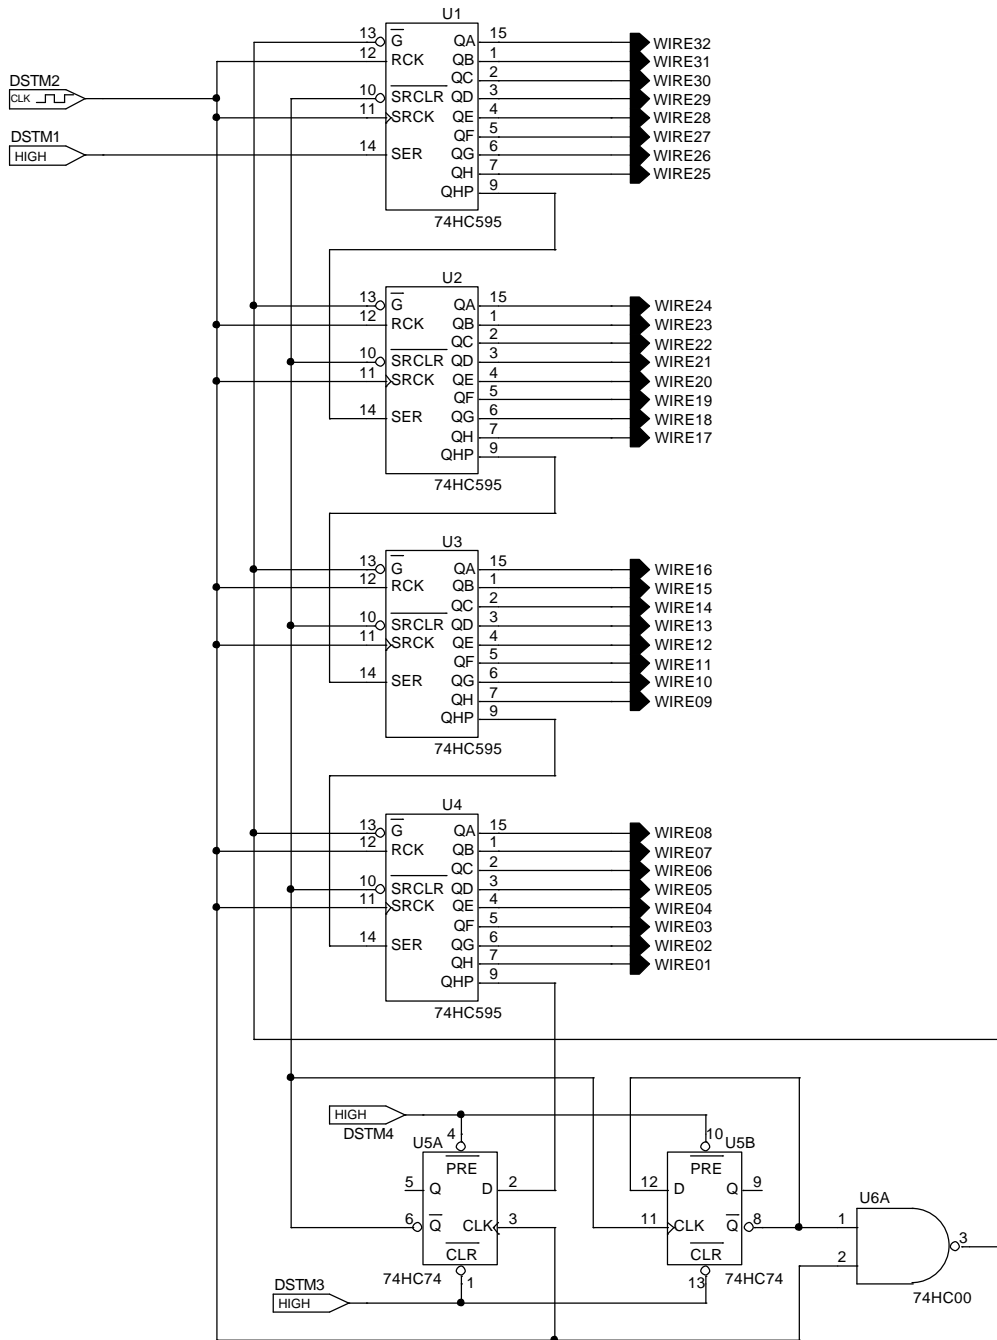 U1
13 G QA 15 WIRE32
12 RCK QB 1 WIRE31
QC 2 WIRE30
DSTM2
CLK
10 SRCLR QD 3 WIRE29
11 SRCK QE 4 WIRE28
QF 5 WIRE27
DSTM1
HIGH
14 SER QG 6 WIRE26
QH 7 WIRE25
QHP 9
74HC595
U2
13 G QA 15 WIRE24
12 RCK QB 1 WIRE23
QC 2 WIRE22
10 SRCLR QD 3 WIRE21
11 SRCK QE 4 WIRE20
QF 5 WIRE19
14 SER QG 6 WIRE18
QH 7 WIRE17
QHP 9
74HC595
U3
13 G QA 15 WIRE16
12 RCK QB 1 WIRE15
QC 2 WIRE14
10 SRCLR QD 3 WIRE13
11 SRCK QE 4 WIRE12
QF 5 WIRE11
14 SER QG 6 WIRE10
QH 7 WIRE09
QHP 9
74HC595
U4
13 G QA 15 WIRE08
12 RCK QB 1 WIRE07
QC 2 WIRE06
10 SRCLR QD 3 WIRE05
11 SRCK QE 4 WIRE04
QF 5 WIRE03
14 SER QG 6 WIRE02
QH 7 WIRE01
QHP 9
74HC595
HIGH
DSTM4
4 10
U5A U5B
PRE PRE
5 Q D 2 12 D Q 9
U6A
6 Q CLK 3 11 CLK Q 8 1
3
2
CLR CLR
74HC74 1 13 74HC74
DSTM3
HIGH
74HC00